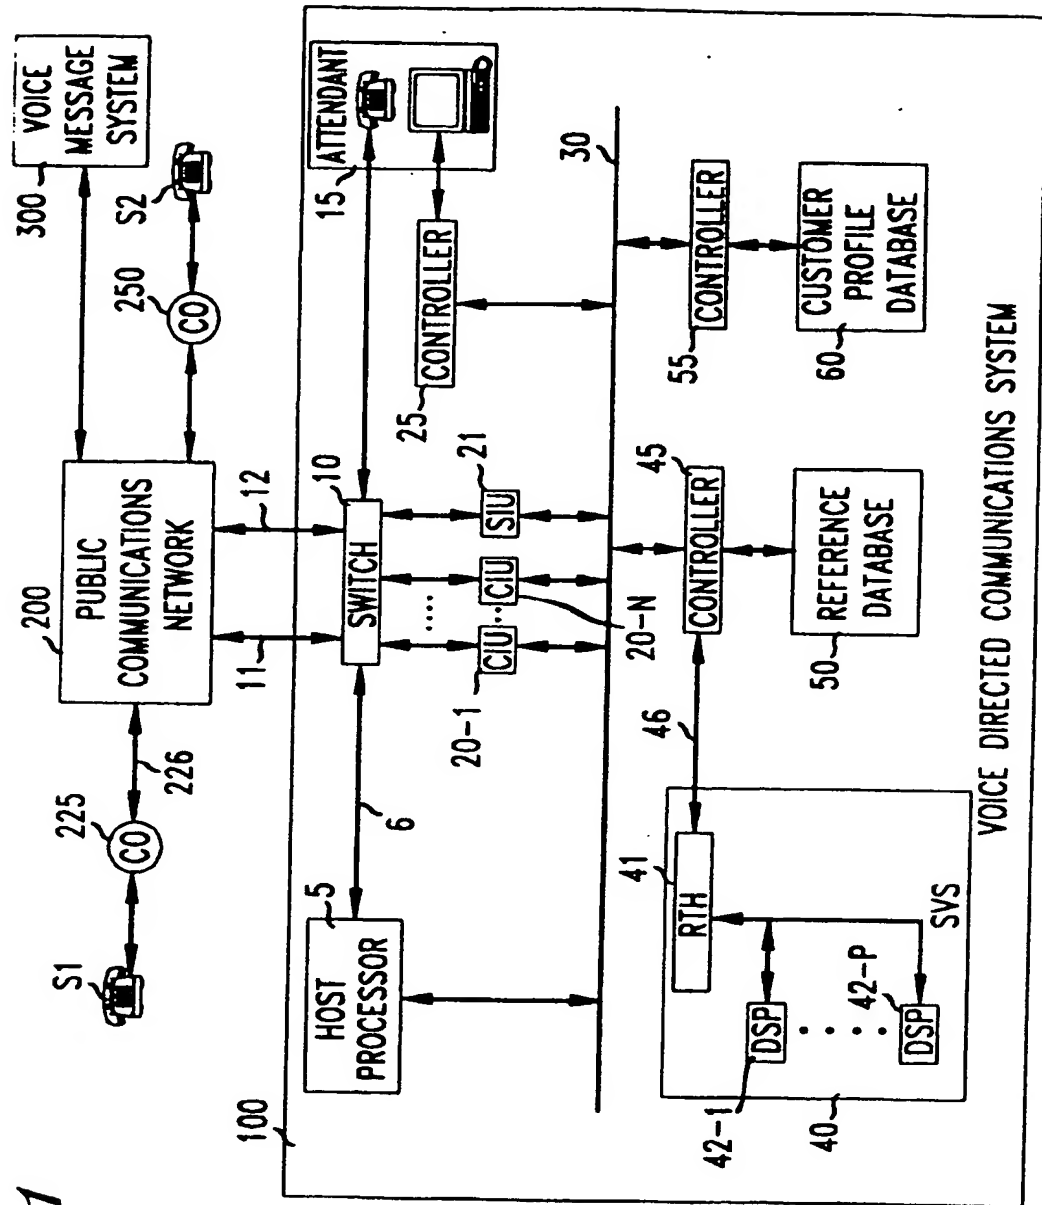 1
S1
CO
225
226
200
PUBLIC
COMMUNICATIONS
NETWORK
250
CO
S2
300
VOICE
MESSAGE
SYSTEM
100
HOST
PROCESSOR
5
6
11
12
SWITCH
10
15
ATTENDANT
CONTROLLER
25
CIU
20-1
CIU
20-N
SIU
21
30
SVS
40
RTH
41
DSP
42-1
DSP
42-P
46
CONTROLLER
45
REFERENCE
DATABASE
50
CONTROLLER
55
CUSTOMER
PROFILE
DATABASE
60
VOICE DIRECTED COMMUNICATIONS SYSTEM